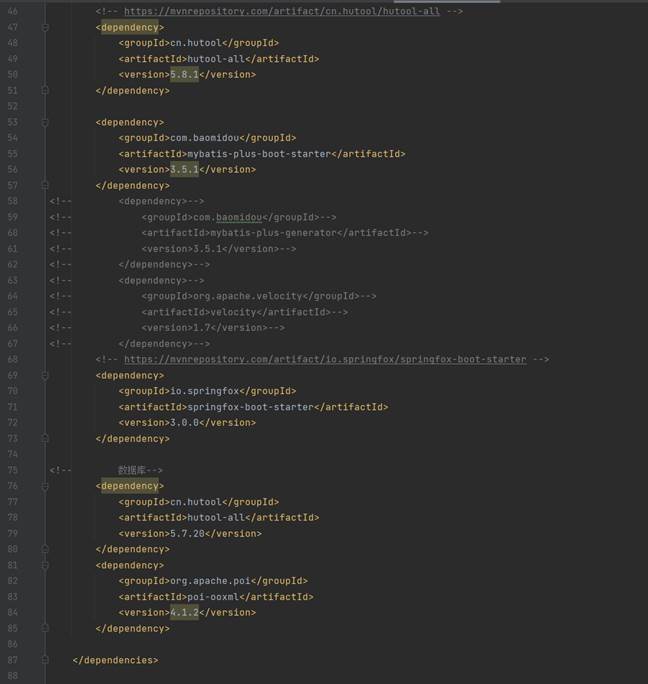 46 <!-- https://mvnrepository.com/artifact/cn.hutool/hutool-all -->
47 <dependency>
48 <groupId>cn.hutool</groupId>
49 <artifactId>hutool-all</artifactId>
50 <version>5.8.1</version>
51 </dependency>
52
53 <dependency>
54 <groupId>com.baomidou</groupId>
55 <artifactId>mybatis-plus-boot-starter</artifactId>
56 <version>3.5.1</version>
57 </dependency>
58 <!-- <dependency>-->
59 <!-- <groupId>com.baomidou</groupId>-->
60 <!-- <artifactId>mybatis-plus-generator</artifactId>-->
61 <!-- <version>3.5.1</version>-->
62 <!-- </dependency>-->
63 <!-- <dependency>-->
64 <!-- <groupId>org.apache.velocity</groupId>-->
65 <!-- <artifactId>velocity</artifactId>-->
66 <!-- <version>1.7</version>-->
67 <!-- </dependency>-->
68 <!-- https://mvnrepository.com/artifact/io.springfox/springfox-boot-starter -->
69 <dependency>
70 <groupId>io.springfox</groupId>
71 <artifactId>springfox-boot-starter</artifactId>
72 <version>3.0.0</version>
73 </dependency>
74
75 <!-- 数据库-->
76 <dependency>
77 <groupId>cn.hutool</groupId>
78 <artifactId>hutool-all</artifactId>
79 <version>5.7.20</version>
80 </dependency>
81 <dependency>
82 <groupId>org.apache.poi</groupId>
83 <artifactId>poi-ooxml</artifactId>
84 <version>4.1.2</version>
85 </dependency>
86
87 </dependencies>
88